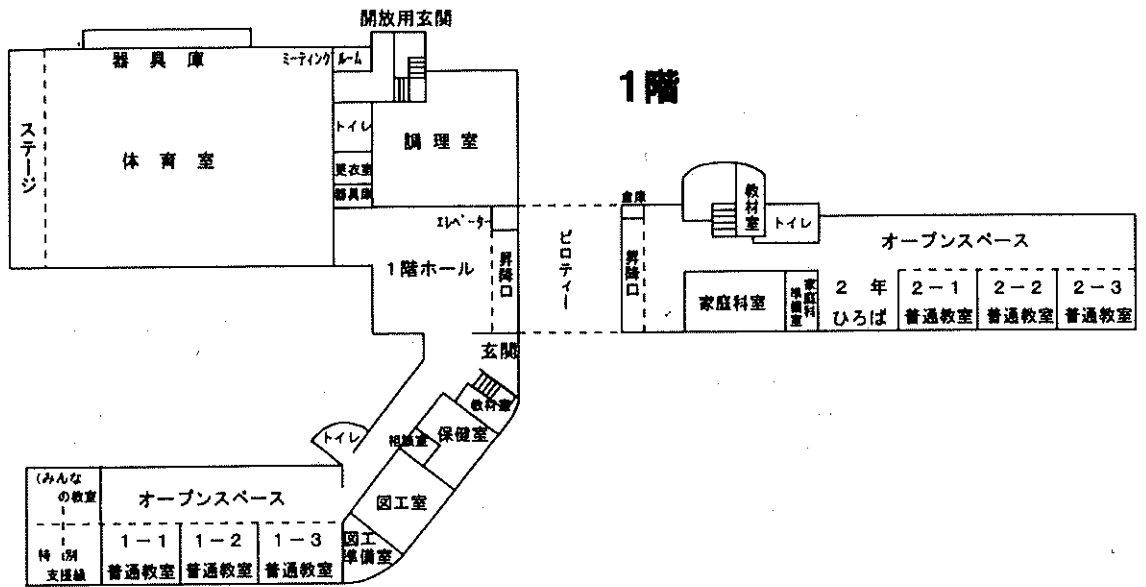 開放用玄関
器具庫
ミーティングルーム
1階
ステージ
体育室
トイレ
調理室
更衣室
器具庫
倉庫
教材室
トイレ
エレベーター
ピロティー
オープンスペース
1階ホール
昇降口
昇降口
家庭科室
家庭科準備室
2年ひろば
2-1
普通教室
2-2
普通教室
2-3
普通教室
玄関
教材室
保健室
相談室
トイレ
(みんなの教室
オープンスペース
図工室
特別
支援級
1-1
普通教室
1-2
普通教室
1-3
普通教室
図工
準備室